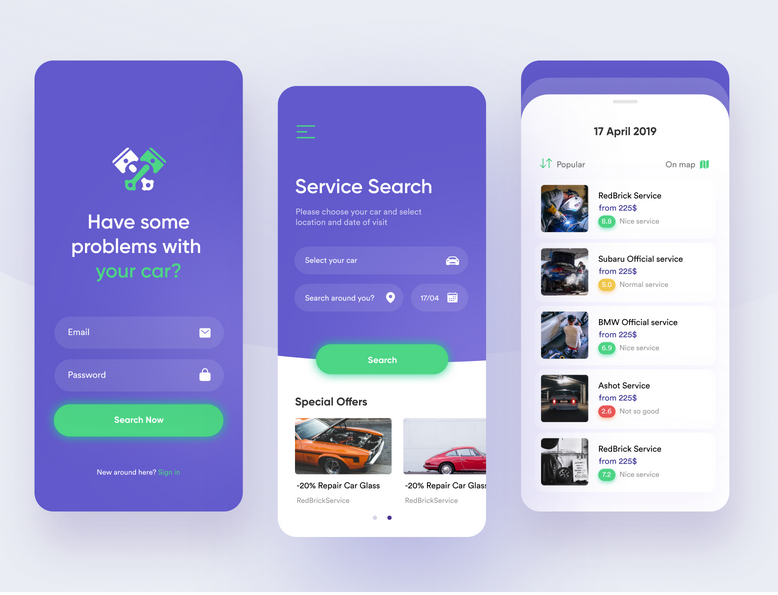 Have some
problems with
your car?
Email
Password
Search Now
New around here? Sign in
Service Search
Please choose your car and select
location and date of visit
Select your car
Search around you?
17/04
Search
Special Offers
-20% Repair Car Glass
RedBrickService
-20% Repair Car Glass
RedBrickService
17 April 2019
Popular
On map
RedBrick Service
from 225$
8.8 Nice service
Subaru Official service
from 225$
5.0 Normal service
BMW Official service
from 225$
6.9 Nice service
Ashot Service
from 225$
2.6 Not so good
RedBrick Service
from 225$
7.2 Nice service